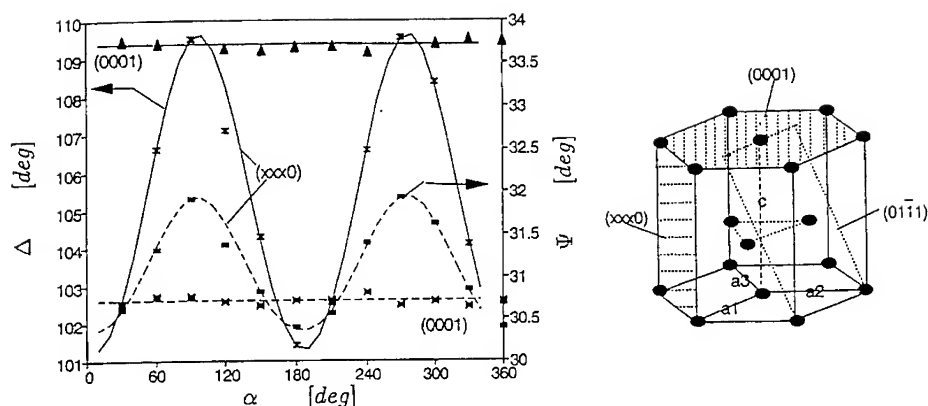 110
109
108
107
106
105
104
103
102
101
Δ [deg]
34
33.5
33
32.5
32
31.5
31
30.5
30
Ψ [deg]
(0001)
(xxx0)
(0001)
0 60 120 180 240 300 360
α [deg]
(0001)
(xxx0)
c
(011̄1)
a3
a1
a2